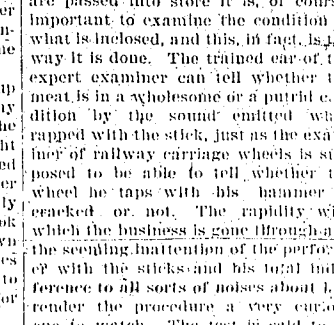 are passed into store it is, of cours
important to examine the condition
what is inclosed, and this, in fact, is t
way it is done. The trained ear of t
expert examiner can tell whether t
meat is in a wholesome or a putrid c
dition by the sound emitted wh
rapped with the stick, just as the exa
iner of railway carriage wheels is su
posed to be able to tell whether t
wheel he taps with his hammer
cracked or not. The rapidity wi
which the business is gone through a
the seeming inattention of the perfor
er with the sticks and his total ind
ference to all sorts of noises about h
render the procedure a very curio